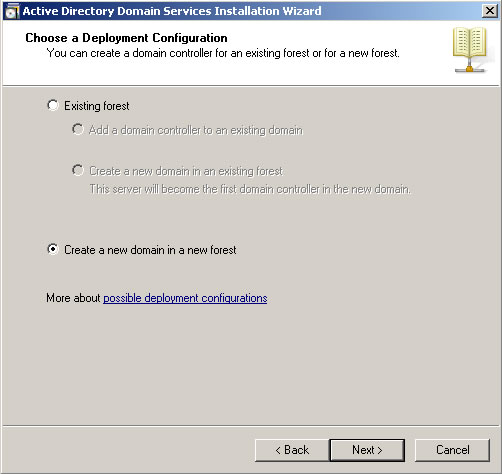 Active Directory Domain Services Installation Wizard
Choose a Deployment Configuration
You can create a domain controller for an existing forest or for a new forest.
Existing forest
Add a domain controller to an existing domain
Create a new domain in an existing forest
This server will become the first domain controller in the new domain.
Create a new domain in a new forest
More about possible deployment configurations
< Back
Next >
Cancel